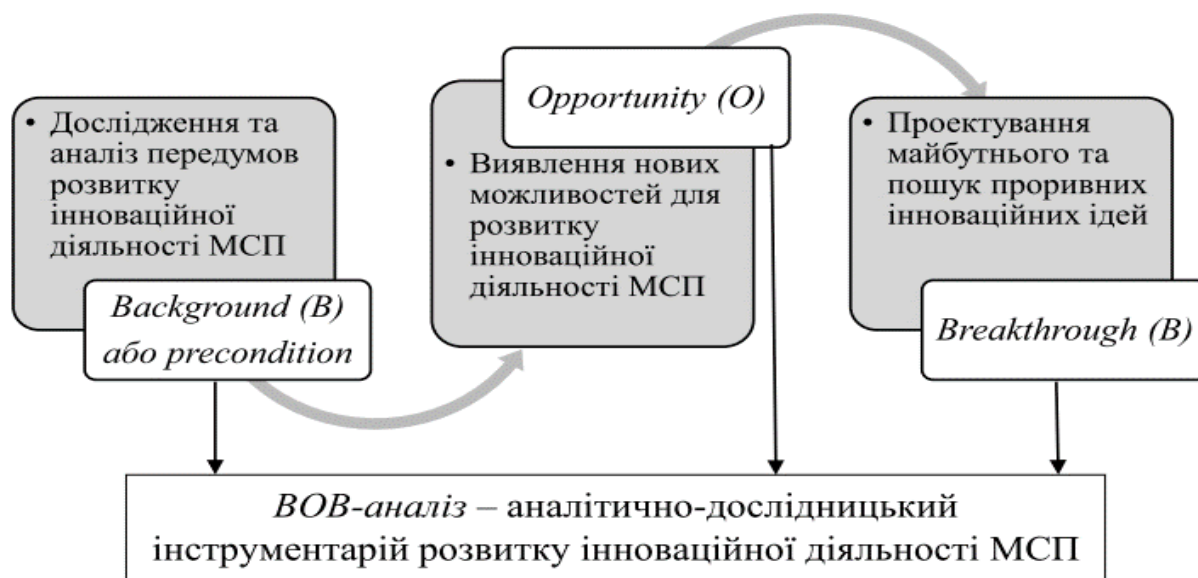 • Дослідження та
аналіз передумов
розвитку
інноваційної
діяльності МСП
Background (B)
або precondition
Opportunity (O)
• Виявлення нових
можливостей для
розвитку
інноваційної
діяльності МСП
• Проектування
майбутнього та
пошук проривних
інноваційних ідей
Breakthrough (B)
BOB-аналіз – аналітично-дослідницький
інструментарій розвитку інноваційної діяльності МСП